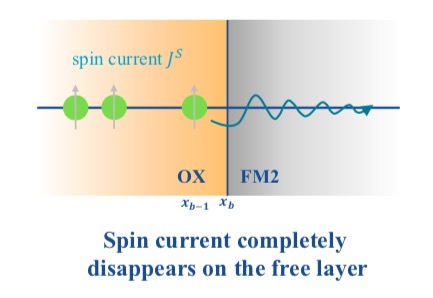 spin current J^S
OX FM2
x_{b-1} x_b
Spin current completely
disappears on the free layer